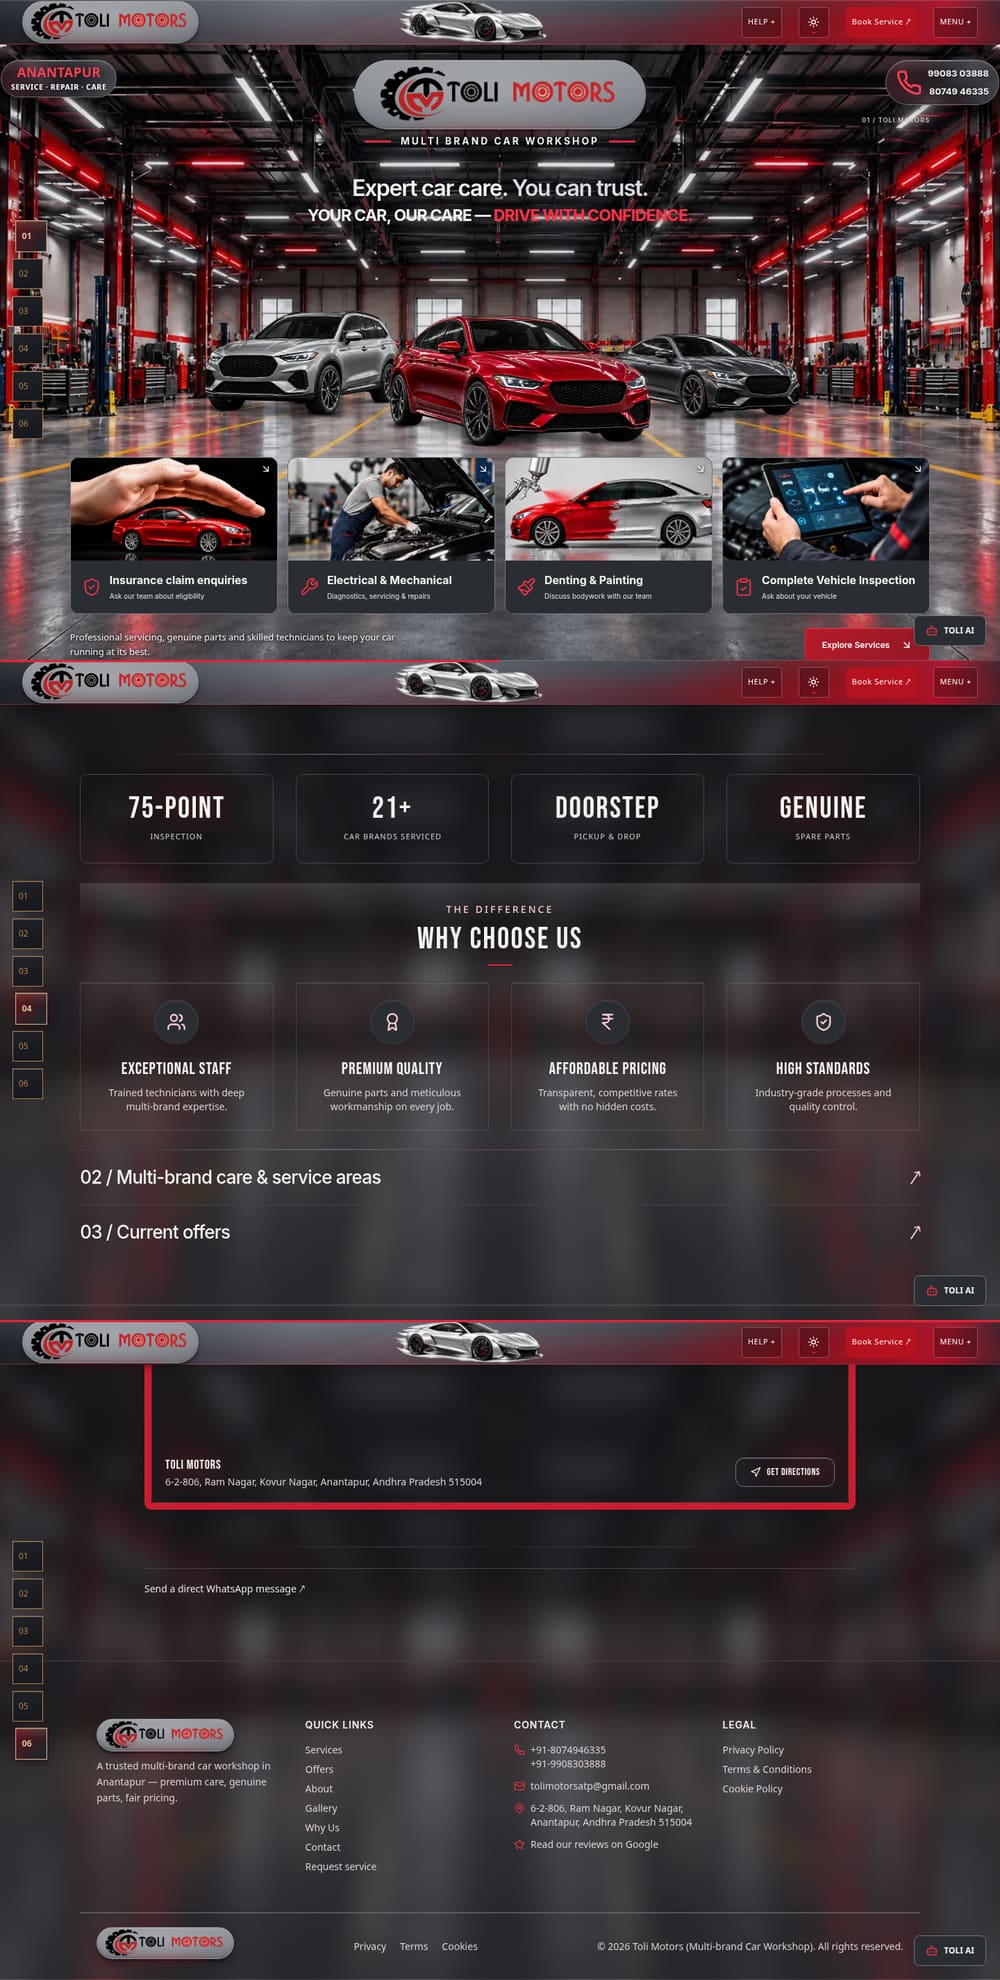 TOLI MOTORS
HELP +
Book Service ↗
MENU +
ANANTAPUR
SERVICE · REPAIR · CARE
TOLI MOTORS
MULTI BRAND CAR WORKSHOP
99083 03888
80749 46335
01 / TOLI MOTORS
Expert car care. You can trust.
YOUR CAR, OUR CARE — DRIVE WITH CONFIDENCE.
01
02
03
04
05
06
Insurance claim enquiries
Ask our team about eligibility
Electrical & Mechanical
Diagnostics, servicing & repairs
Denting & Painting
Discuss bodywork with our team
Complete Vehicle Inspection
Ask about your vehicle
Professional servicing, genuine parts and skilled technicians to keep your car
running at its best.
Explore Services
TOLI AI
TOLI MOTORS
HELP +
Book Service ↗
MENU +
75-POINT
INSPECTION
21+
CAR BRANDS SERVICED
DOORSTEP
PICKUP & DROP
GENUINE
SPARE PARTS
01
02
03
04
05
06
THE DIFFERENCE
WHY CHOOSE US
EXCEPTIONAL STAFF
Trained technicians with deep
multi-brand expertise.
PREMIUM QUALITY
Genuine parts and meticulous
workmanship on every job.
AFFORDABLE PRICING
Transparent, competitive rates
with no hidden costs.
HIGH STANDARDS
Industry-grade processes and
quality control.
02 / Multi-brand care & service areas ↗
03 / Current offers ↗
TOLI AI
TOLI MOTORS
HELP +
Book Service ↗
MENU +
TOLI MOTORS
6-2-806, Ram Nagar, Kovur Nagar, Anantapur, Andhra Pradesh 515004
GET DIRECTIONS
01
02
03
04
05
06
Send a direct WhatsApp message ↗
TOLI MOTORS
A trusted multi-brand car workshop in
Anantapur — premium care, genuine
parts, fair pricing.
QUICK LINKS
Services
Offers
About
Gallery
Why Us
Contact
Request service
CONTACT
+91-8074946335
+91-9908303888
tolimotorsatp@gmail.com
6-2-806, Ram Nagar, Kovur Nagar,
Anantapur, Andhra Pradesh 515004
Read our reviews on Google
LEGAL
Privacy Policy
Terms & Conditions
Cookie Policy
TOLI MOTORS
Privacy Terms Cookies
© 2026 Toli Motors (Multi-brand Car Workshop). All rights reserved.
TOLI AI